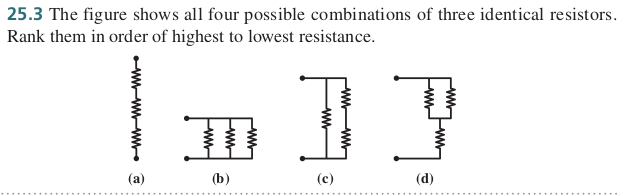 25.3 The figure shows all four possible combinations of three identical resistors.
Rank them in order of highest to lowest resistance.
(a) (b) (c) (d)